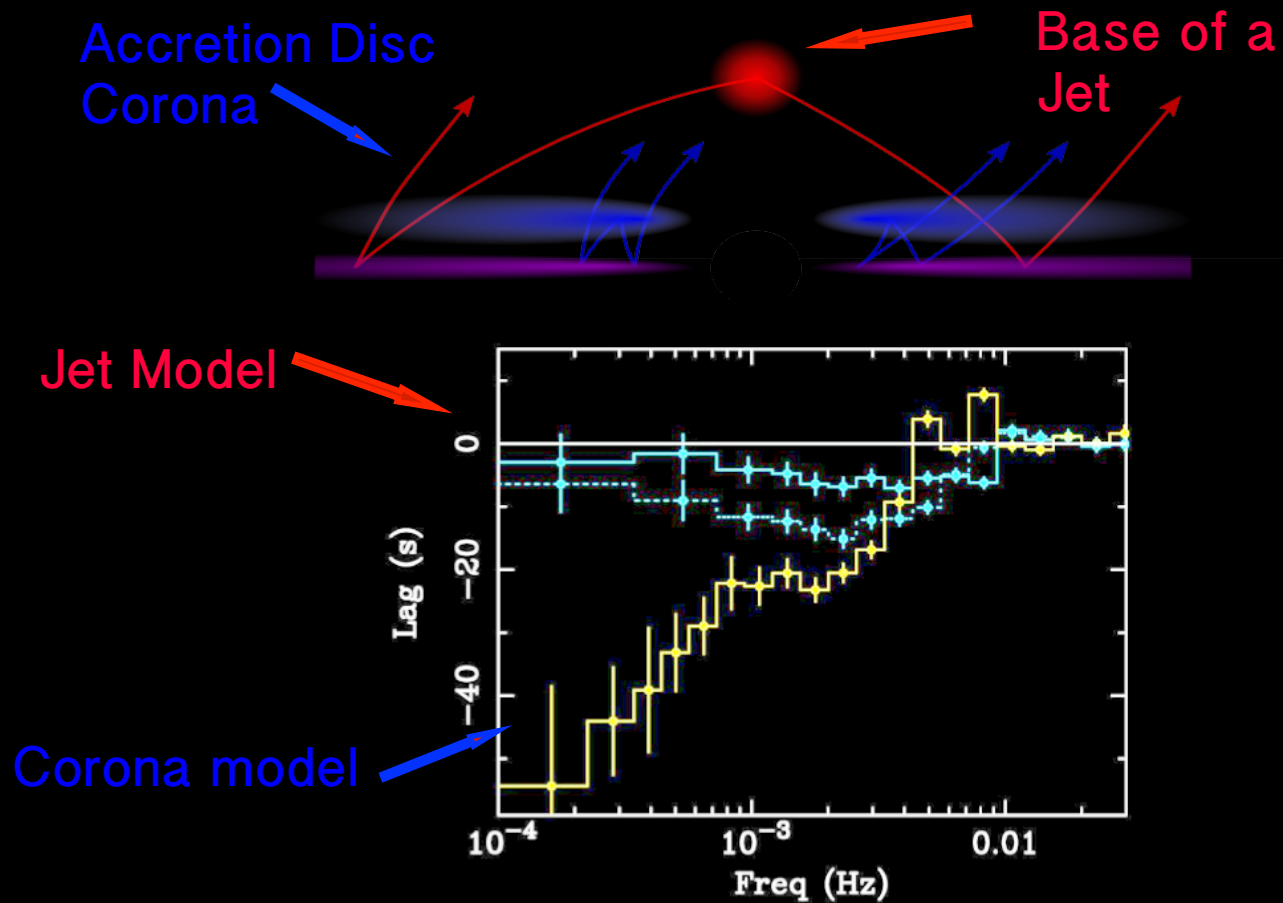 Accretion Disc
Corona
Base of a
Jet
Jet Model
Corona model
Lag (s)
0
−20
−40
10⁻⁴
10⁻³
0.01
Freq (Hz)